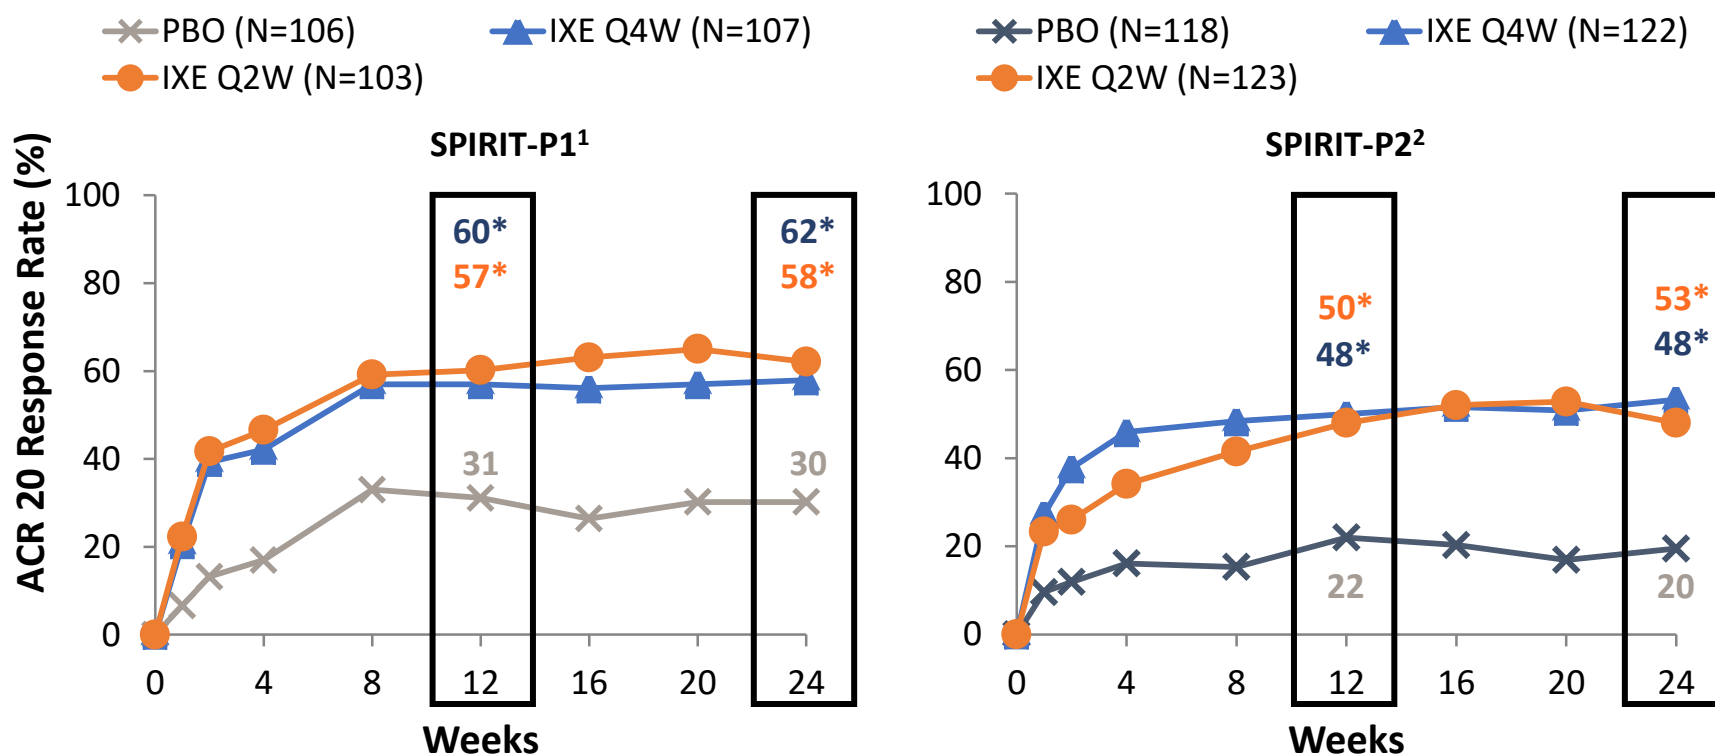 PBO (N=106)
IXE Q4W (N=107)
IXE Q2W (N=103)
PBO (N=118)
IXE Q4W (N=122)
IXE Q2W (N=123)
ACR 20 Response Rate (%)
SPIRIT-P1¹
100
80
60
40
20
0
60*
57*
62*
58*
31
30
0 4 8 12 16 20 24
Weeks
SPIRIT-P2²
100
80
60
40
20
0
50*
48*
53*
48*
22
20
0 4 8 12 16 20 24
Weeks